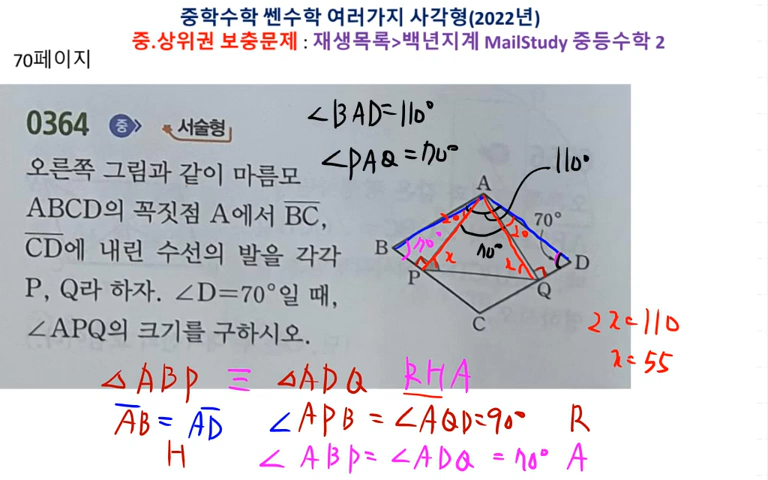 중학수학 쎈수학 여러가지 사각형(2022년)
중.상위권 보충문제 : 재생목록>백년지계 MailStudy 중등수학 2
70페이지
0364 중 서술형
오른쪽 그림과 같이 마름모
ABCD의 꼭짓점 A에서 BC,
CD에 내린 수선의 발을 각각
P, Q라 하자. ∠D=70°일 때,
∠APQ의 크기를 구하시오.
∠BAD=110°
∠PAQ=70°
110°
A
20 20 70°
B 70° 70° D
P x x Q
C
2x=110
x=55
△ABP ≡ △ADQ RHA
AB = AD ∠APB = ∠AQD=90° R
H ∠ABP=∠ADQ=70° A